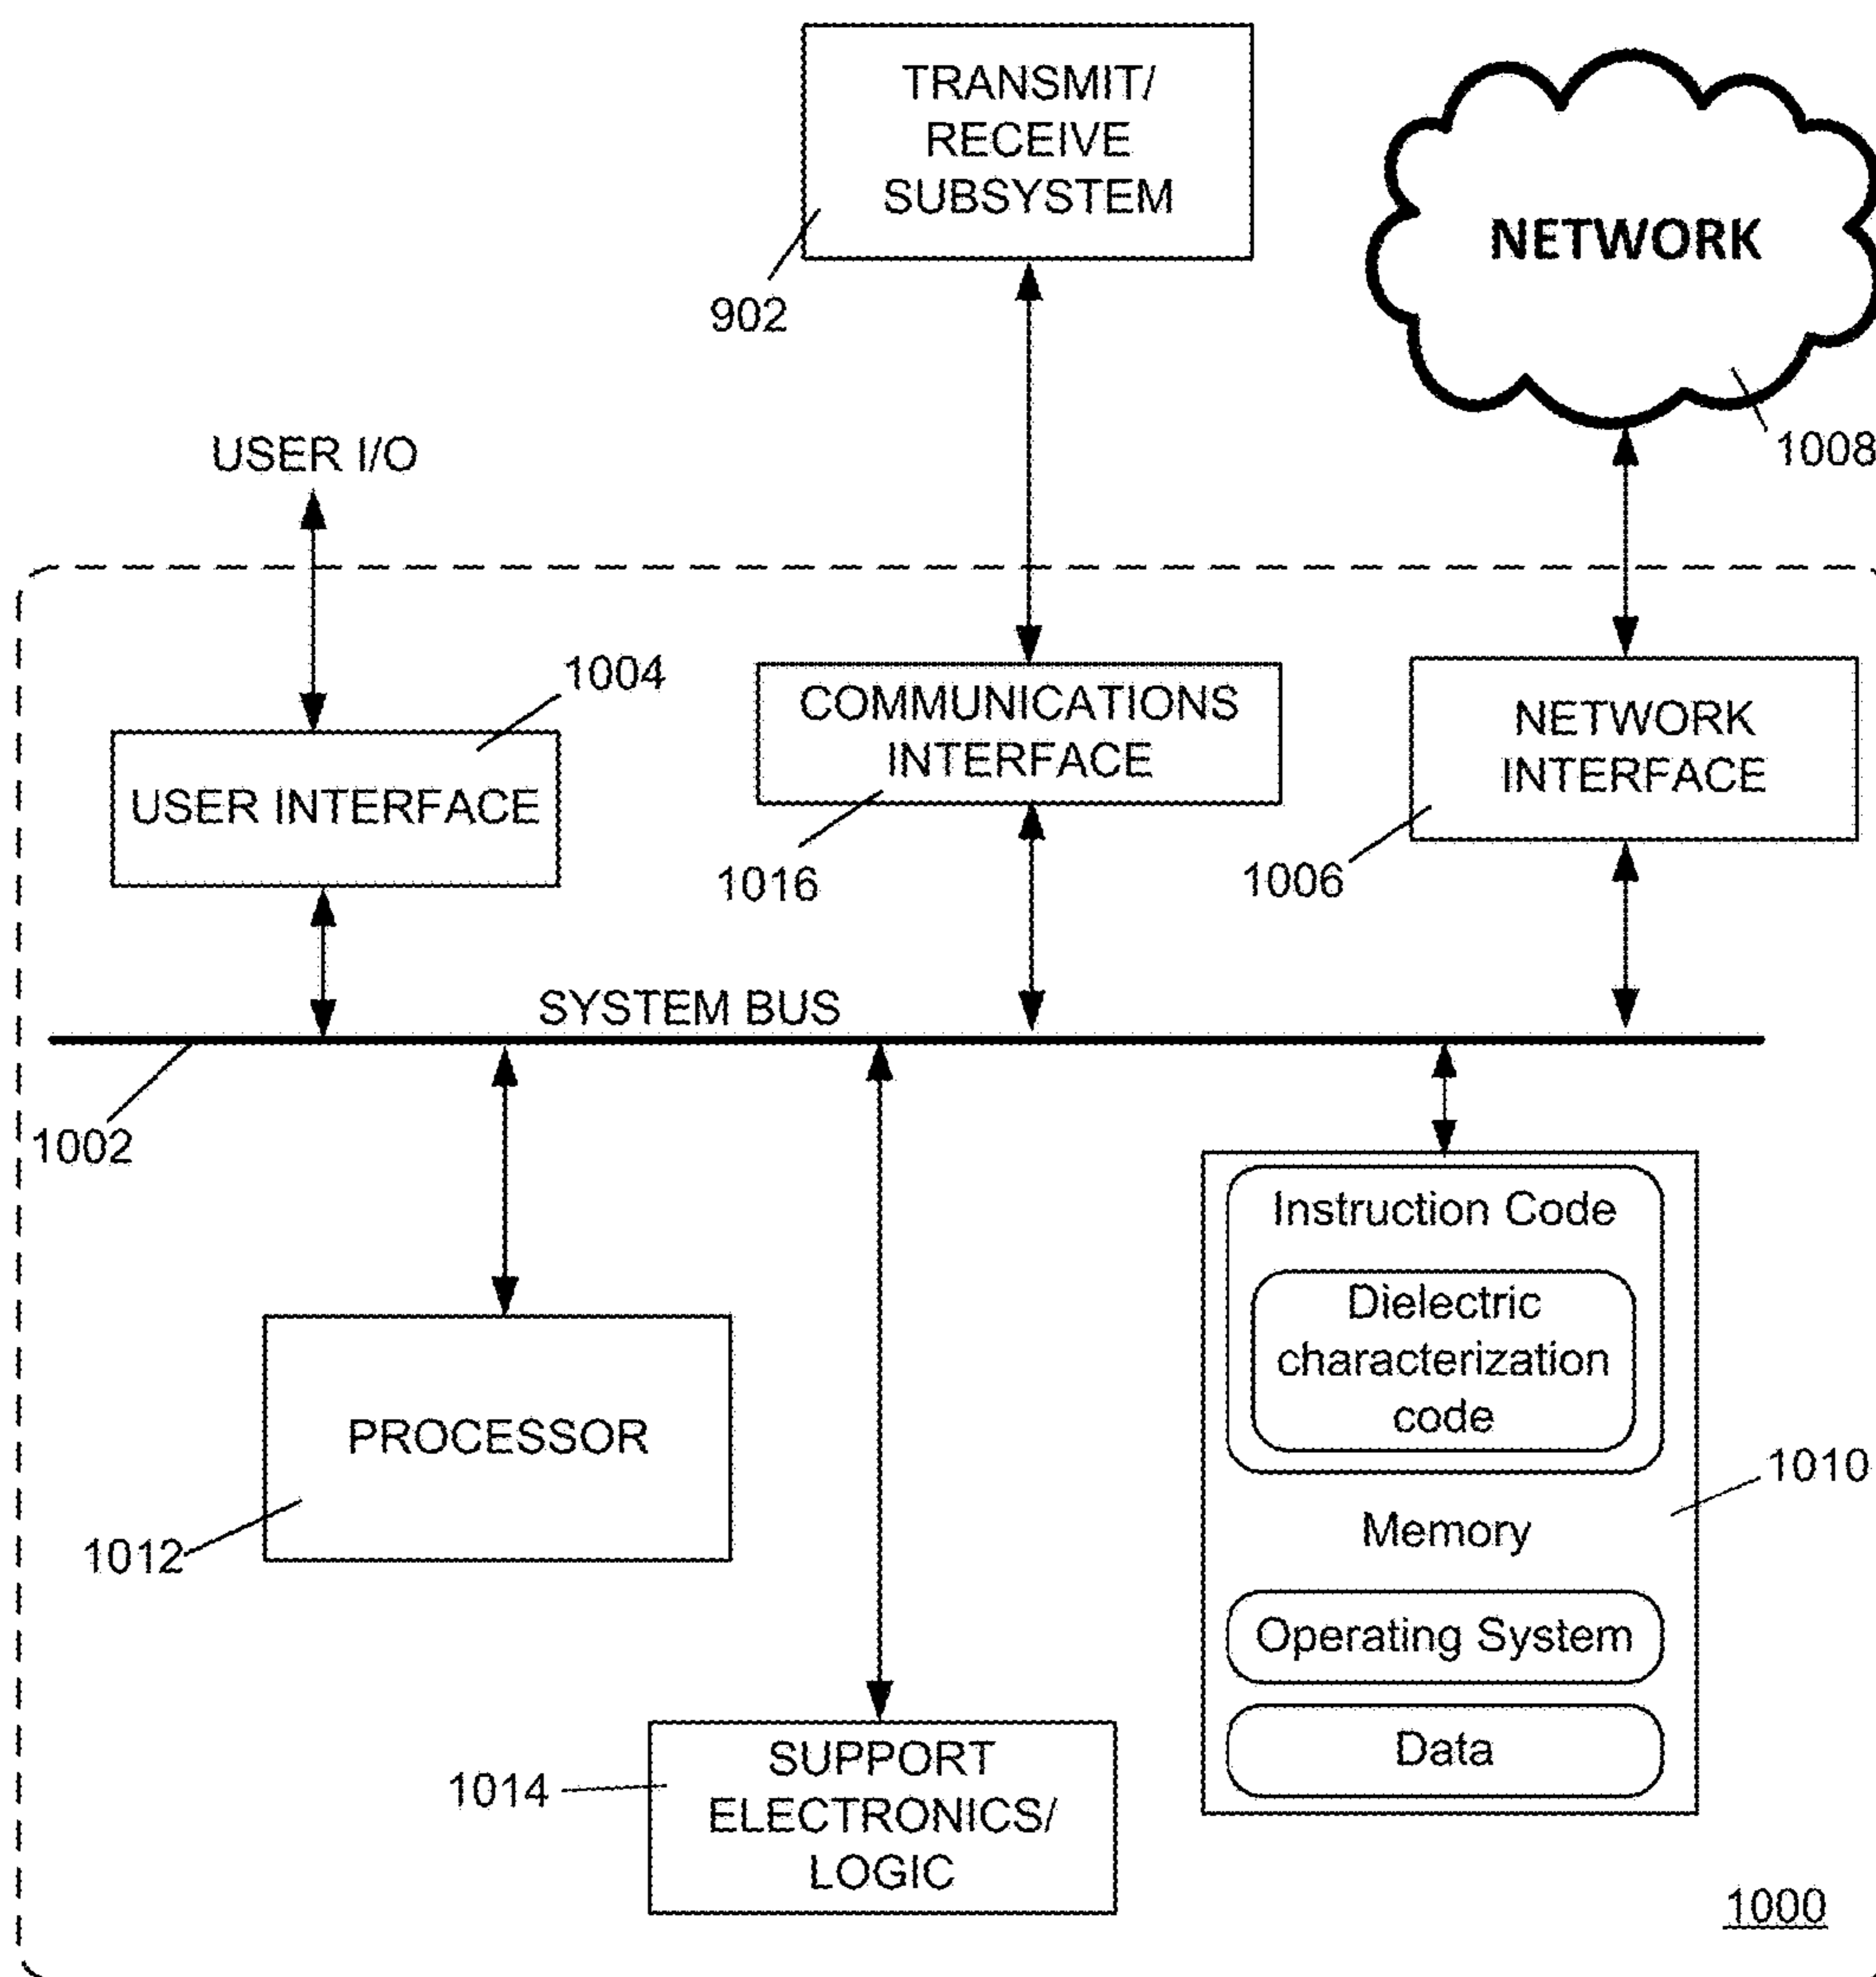 TRANSMIT/
RECEIVE
SUBSYSTEM
902
NETWORK
1008
USER I/O
1004
USER INTERFACE
COMMUNICATIONS
INTERFACE
1016
NETWORK
INTERFACE
1006
SYSTEM BUS
1002
PROCESSOR
1012
Instruction Code
Dielectric
characterization
code
Memory
1010
Operating System
Data
SUPPORT
ELECTRONICS/
LOGIC
1014
1000